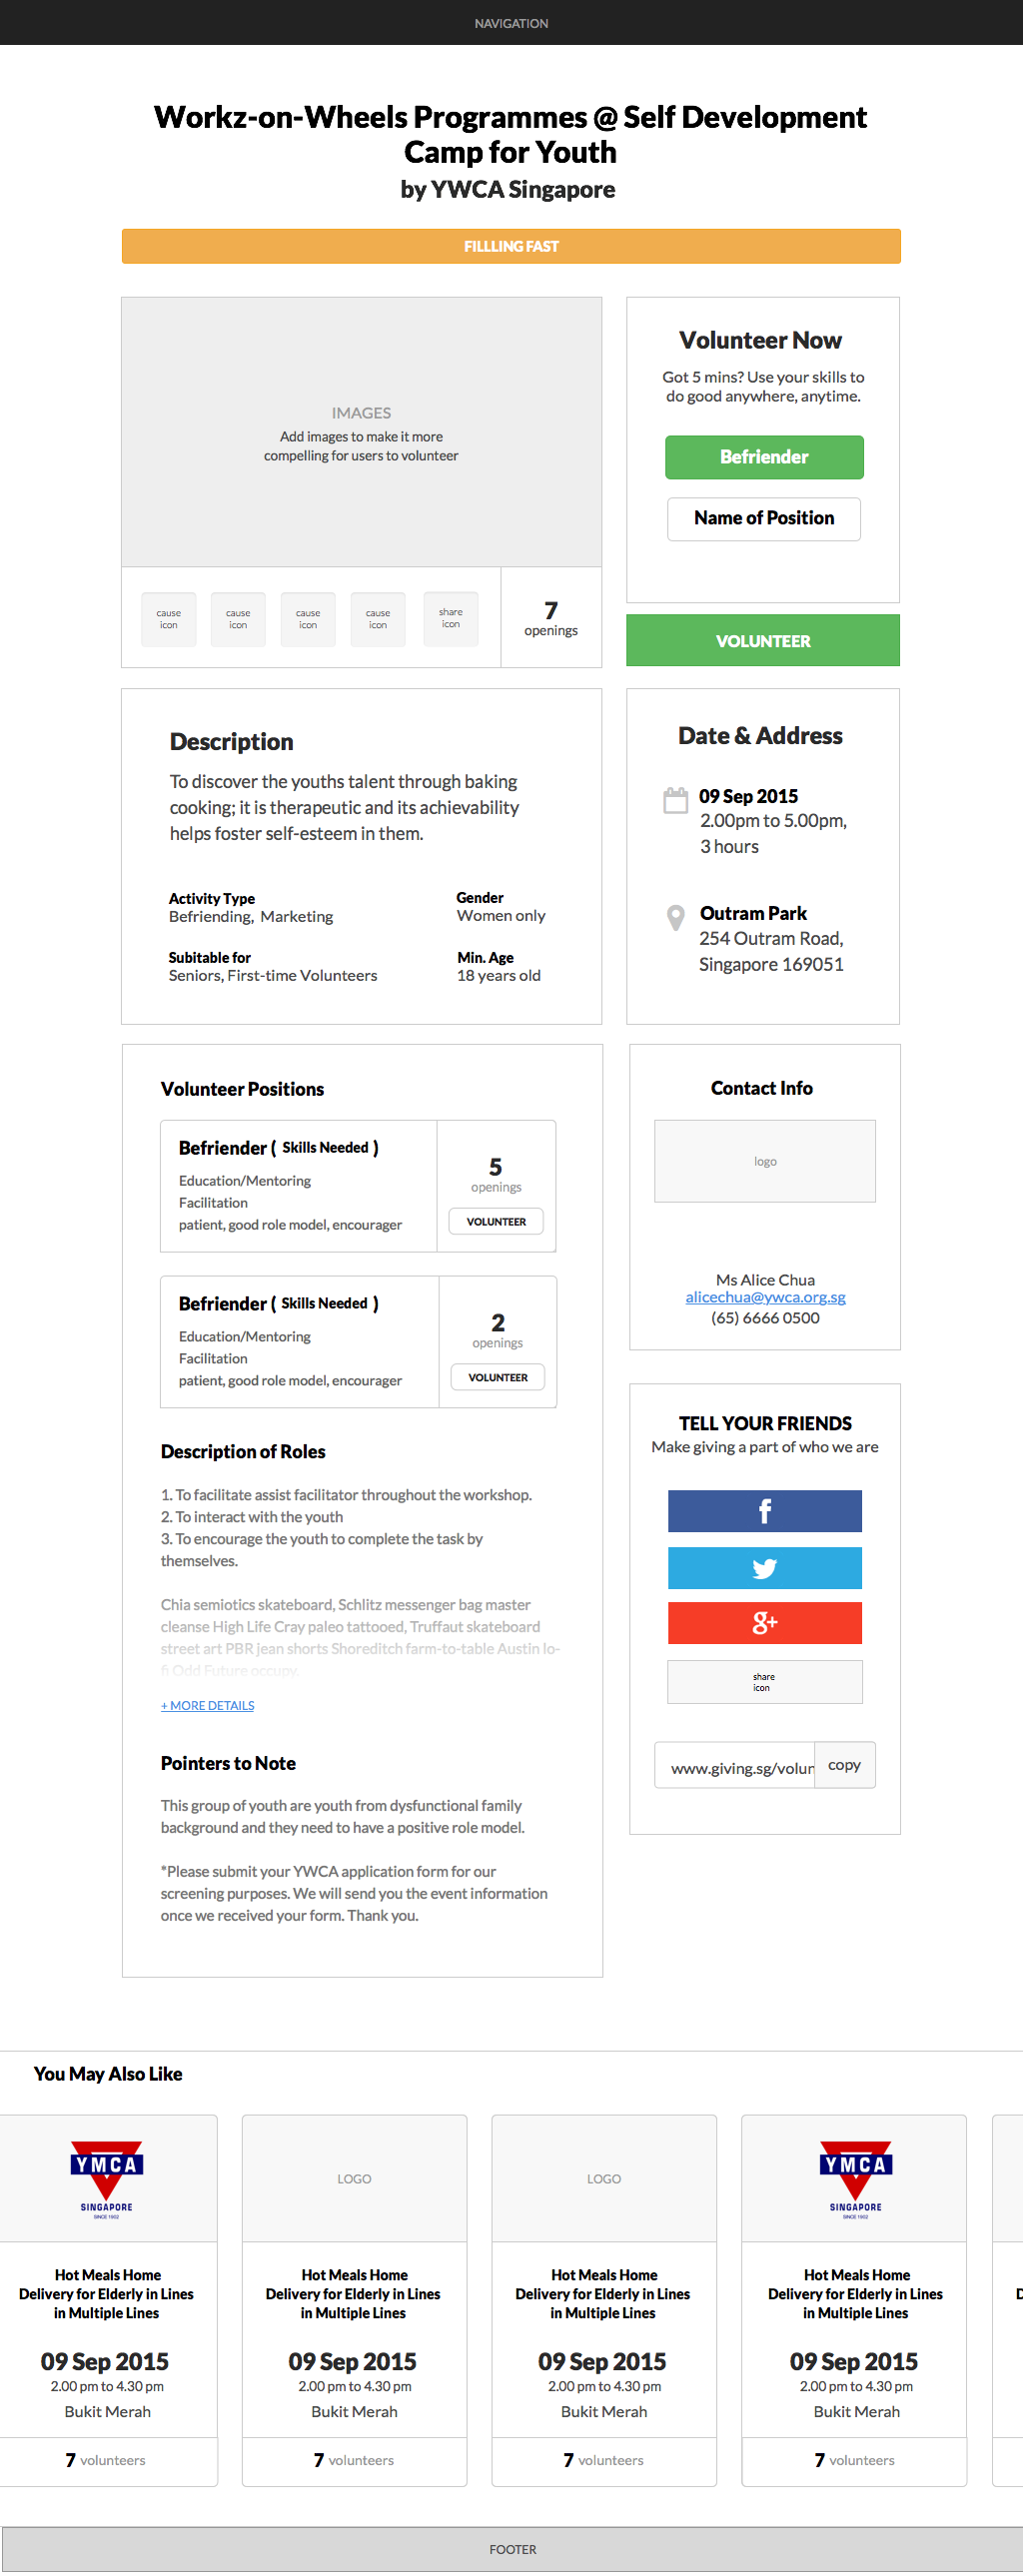 NAVIGATION
Workz-on-Wheels Programmes @ Self Development
Camp for Youth
by YWCA Singapore
FILLLING FAST
IMAGES
Add images to make it more
compelling for users to volunteer
cause
icon
cause
icon
cause
icon
cause
icon
share
icon
7
openings
Volunteer Now
Got 5 mins? Use your skills to
do good anywhere, anytime.
Befriender
Name of Position
VOLUNTEER
Description
To discover the youths talent through baking
cooking; it is therapeutic and its achievability
helps foster self-esteem in them.
Activity Type
Befriending, Marketing
Gender
Women only
Subitable for
Seniors, First-time Volunteers
Min. Age
18 years old
Date & Address
09 Sep 2015
2.00pm to 5.00pm,
3 hours
Outram Park
254 Outram Road,
Singapore 169051
Volunteer Positions
Befriender ( Skills Needed )
Education/Mentoring
Facilitation
patient, good role model, encourager
5
openings
VOLUNTEER
Befriender ( Skills Needed )
Education/Mentoring
Facilitation
patient, good role model, encourager
2
openings
VOLUNTEER
Description of Roles
1. To facilitate assist facilitator throughout the workshop.
2. To interact with the youth
3. To encourage the youth to complete the task by
themselves.
Chia semiotics skateboard, Schlitz messenger bag master
cleanse High Life Cray paleo tattooed, Truffaut skateboard
street art PBR jean shorts Shoreditch farm-to-table Austin lo-
fi Odd Future occupy.
+ MORE DETAILS
Pointers to Note
This group of youth are youth from dysfunctional family
background and they need to have a positive role model.
*Please submit your YWCA application form for our
screening purposes. We will send you the event information
once we received your form. Thank you.
Contact Info
logo
Ms Alice Chua
alicechua@ywca.org.sg
(65) 6666 0500
TELL YOUR FRIENDS
Make giving a part of who we are
f
g+
share
icon
www.giving.sg/volun
copy
You May Also Like
YMCA
SINGAPORE
SINCE 1902
Hot Meals Home
Delivery for Elderly in Lines
in Multiple Lines
09 Sep 2015
2.00 pm to 4.30 pm
Bukit Merah
7 volunteers
LOGO
Hot Meals Home
Delivery for Elderly in Lines
in Multiple Lines
09 Sep 2015
2.00 pm to 4.30 pm
Bukit Merah
7 volunteers
LOGO
Hot Meals Home
Delivery for Elderly in Lines
in Multiple Lines
09 Sep 2015
2.00 pm to 4.30 pm
Bukit Merah
7 volunteers
YMCA
SINGAPORE
SINCE 1902
Hot Meals Home
Delivery for Elderly in Lines
in Multiple Lines
09 Sep 2015
2.00 pm to 4.30 pm
Bukit Merah
7 volunteers
D
FOOTER